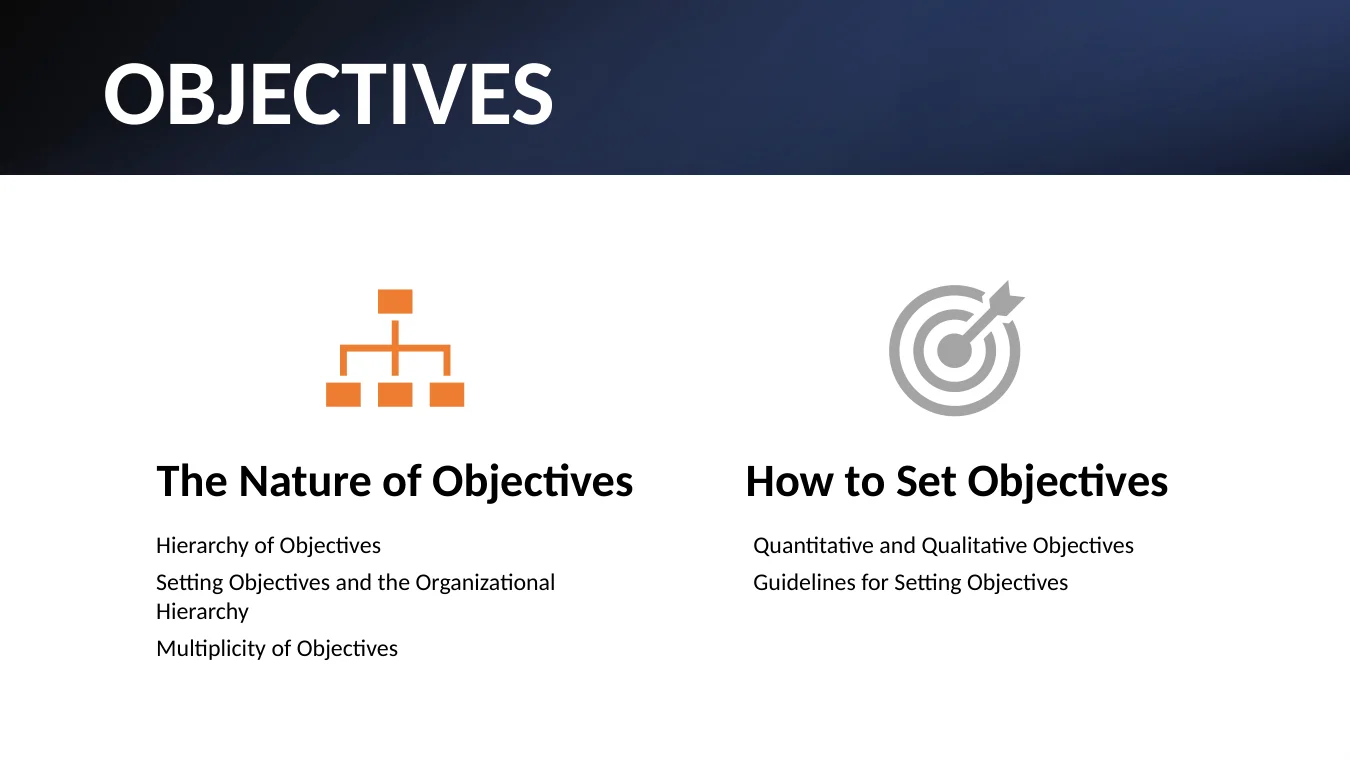 OBJECTIVES
The Nature of Objectives
Hierarchy of Objectives
Setting Objectives and the Organizational
Hierarchy
Multiplicity of Objectives
How to Set Objectives
Quantitative and Qualitative Objectives
Guidelines for Setting Objectives